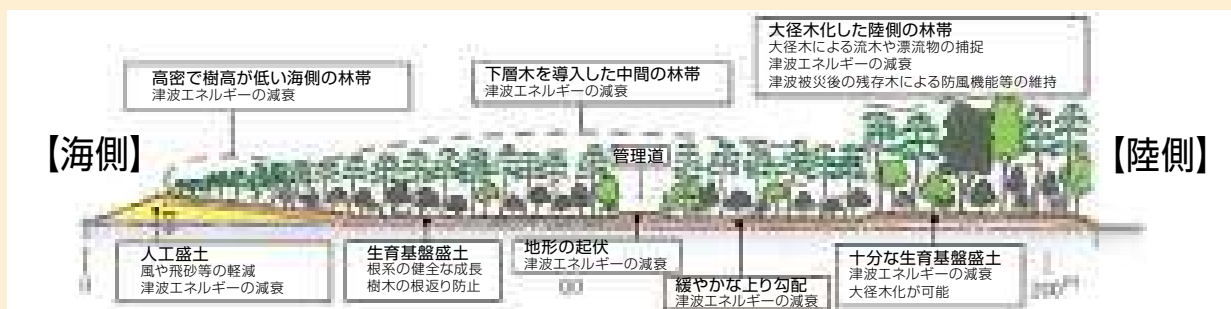 大径木化した陸側の林帯
大径木による流木や漂流物の捕捉
津波エネルギーの減衰
津波被災後の残存木による防風機能等の維持
高密で樹高が低い海側の林帯
津波エネルギーの減衰
下層木を導入した中間の林帯
津波エネルギーの減衰
【海側】
管理道
【陸側】
人工盛土
風や飛砂等の軽減
津波エネルギーの減衰
生育基盤盛土
根系の健全な成長
樹木の根返り防止
地形の起伏
津波エネルギーの減衰
緩やかな上り勾配
津波エネルギーの減衰
十分な生育基盤盛土
津波エネルギーの減衰
大径木化が可能
0
200m